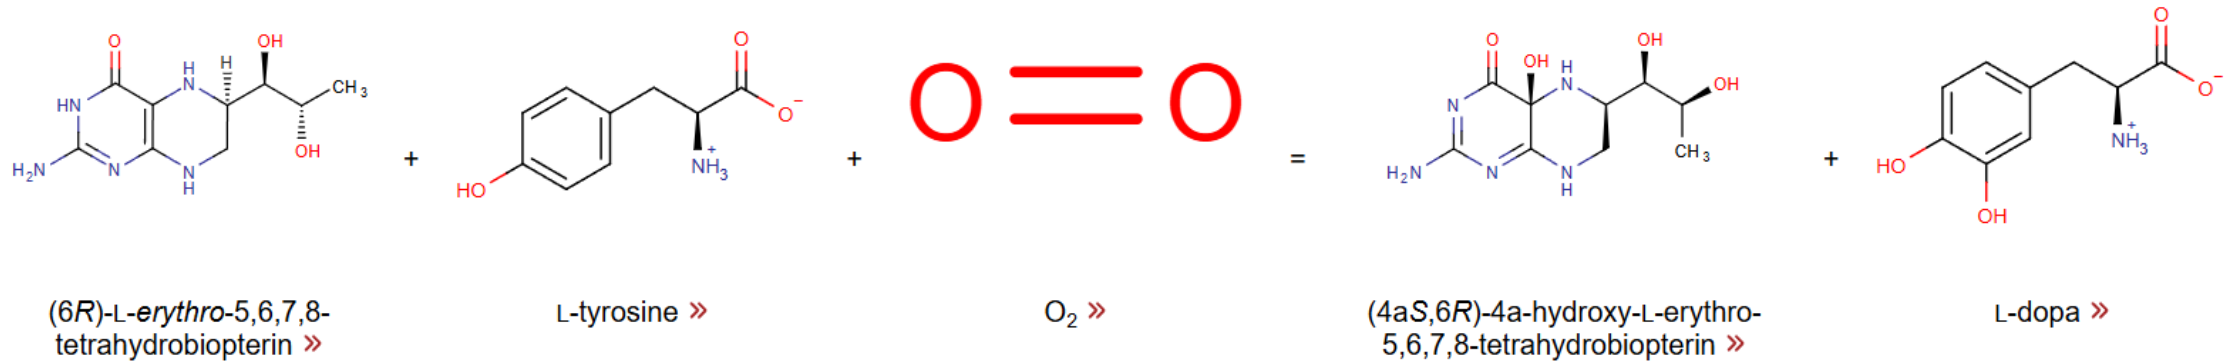 O OH
H
N H
HN CH3
OH
H2N N N
H
+
O
O−
+
NH3
HO
+
O=O
=
OH
O OH H
N OH
N
CH3
H2N N N
H
+
O
O−
+
NH3
HO
OH
(6R)-L-erythro-5,6,7,8-
tetrahydrobiopterin »
L-tyrosine »
O2 »
(4aS,6R)-4a-hydroxy-L-erythro-
5,6,7,8-tetrahydrobiopterin »
L-dopa »